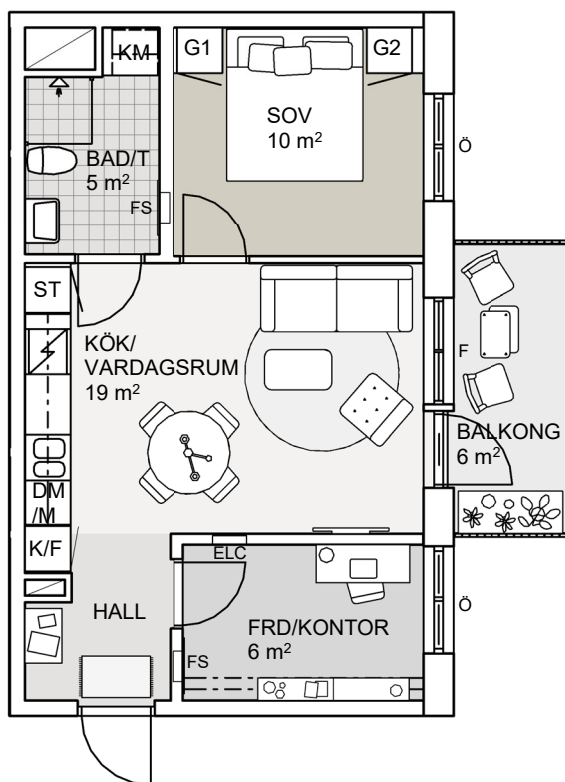 KM
G1
G2
SOV
10 m²
Ö
BAD/T
5 m²
FS
ST
KÖK/
VARDAGSRUM
19 m²
F
BALKONG
6 m²
DM
/M
K/F
ELC
HALL
FRD/KONTOR
6 m²
Ö
FS